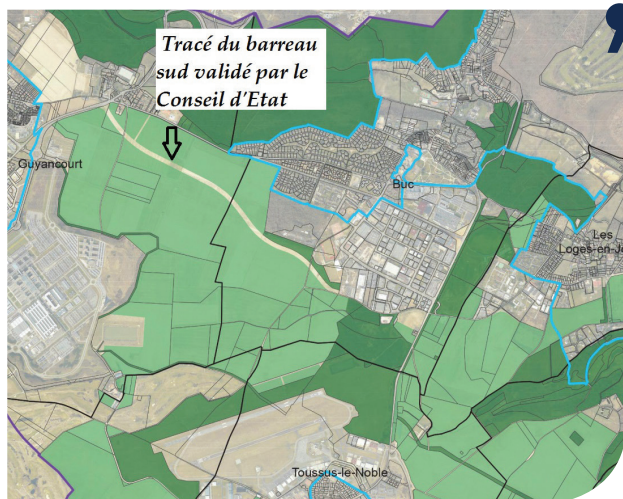 Tracé du barreau
sud validé par le
Conseil d'Etat
Guyancourt
Buc
Les
Loges-en-J
Toussus-le-Noble